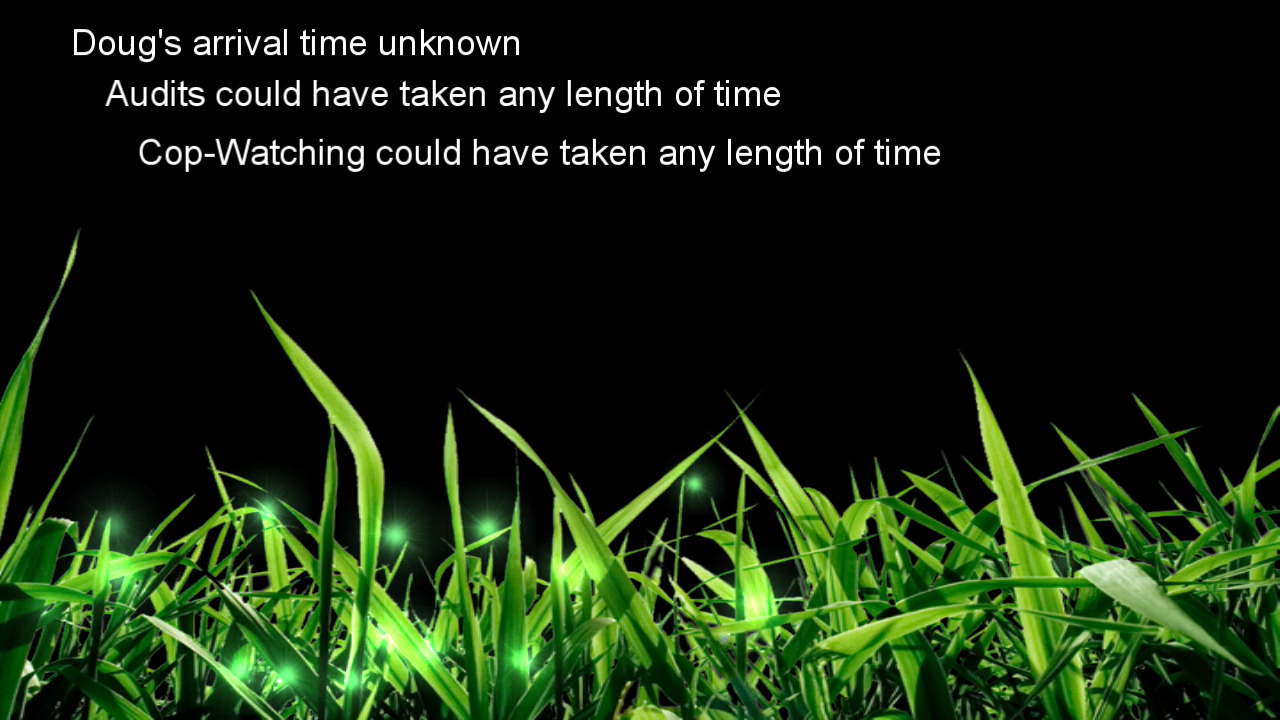 Doug's arrival time unknown
Audits could have taken any length of time
Cop-Watching could have taken any length of time